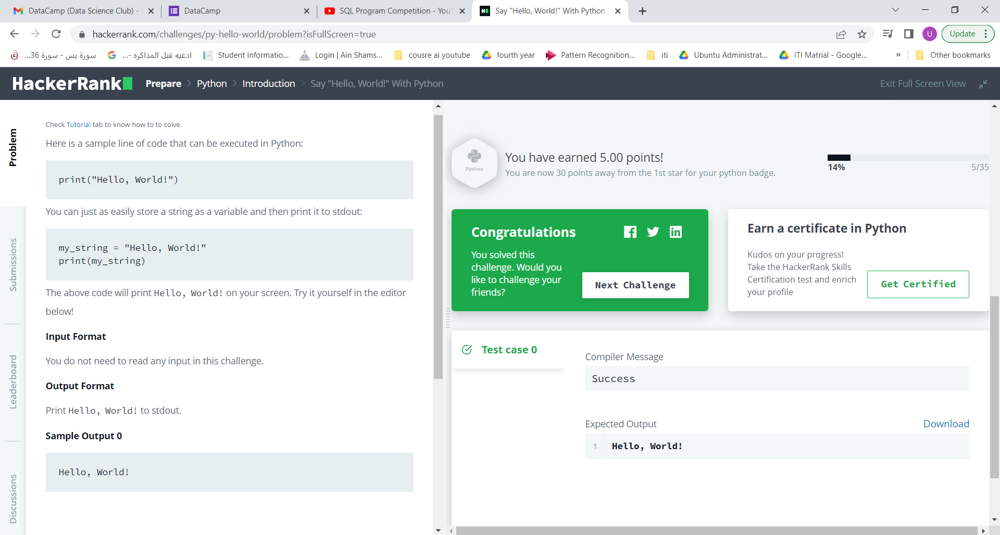 DataCamp (Data Science Club) -
DataCamp
SQL Program Competition - YouT
Say "Hello, World!" With Python
hackerrank.com/challenges/py-hello-world/problem?isFullScreen=true
U
Update
سورة يس - سورة 36...
ادعيه قبل المذاكره -...
Student Informatio...
Login | Ain Shams...
cousre ai youtube
fourth year
Pattern Recognition...
iti
Ubuntu Administrat...
ITI Matrial - Google...
»
Other bookmarks
HackerRank
Prepare > Python > Introduction > Say "Hello, World!" With Python
Exit Full Screen View
Problem
Submissions
Leaderboard
Discussions
Check Tutorial tab to know how to to solve.
Here is a sample line of code that can be executed in Python:
print("Hello, World!")
You can just as easily store a string as a variable and then print it to stdout:
my_string = "Hello, World!"
print(my_string)
The above code will print Hello, World! on your screen. Try it yourself in the editor
below!
Input Format
You do not need to read any input in this challenge.
Output Format
Print Hello, World! to stdout.
Sample Output 0
Hello, World!
Python
You have earned 5.00 points!
You are now 30 points away from the 1st star for your python badge.
14%
5/35
Congratulations
You solved this
challenge. Would you
like to challenge your
friends?
Next Challenge
Earn a certificate in Python
Kudos on your progress!
Take the HackerRank Skills
Certification test and enrich
your profile
Get Certified
Test case 0
Compiler Message
Success
Expected Output
Download
1
Hello, World!